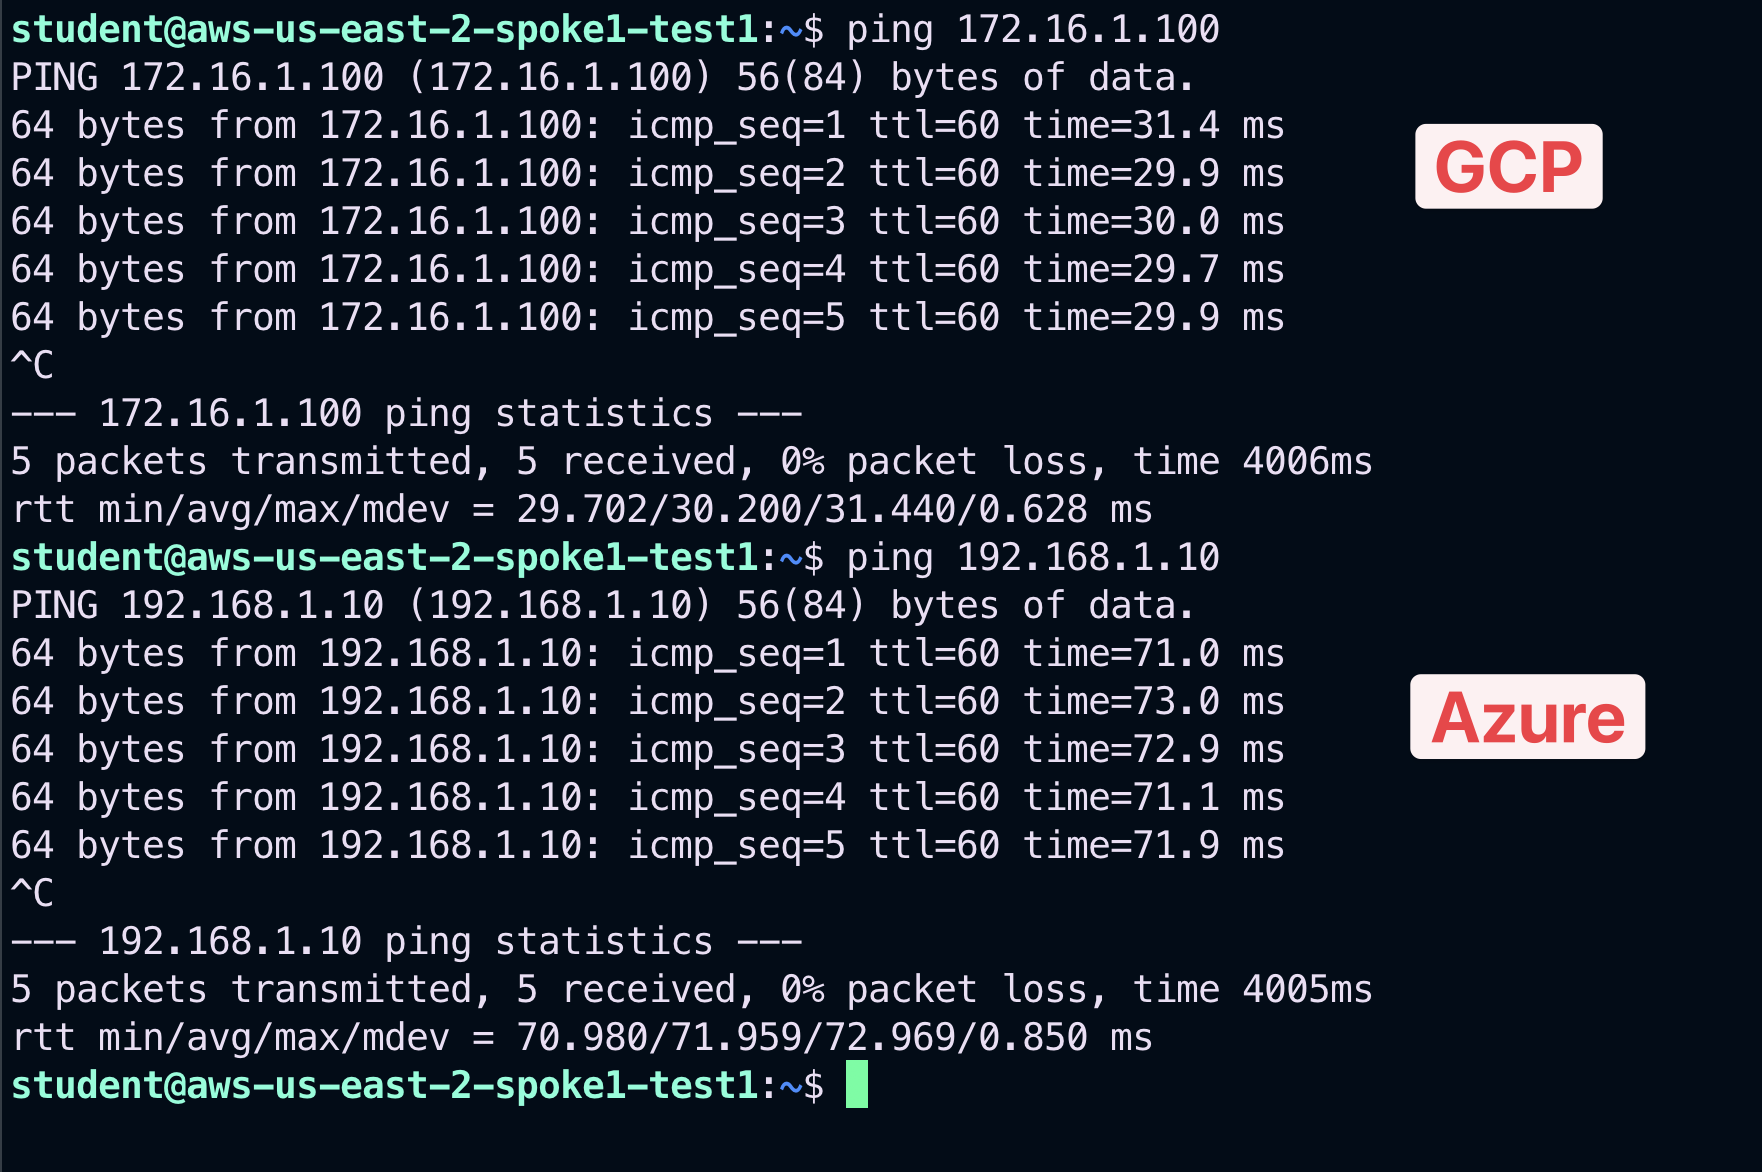 student@aws-us-east-2-spoke1-test1:~$ ping 172.16.1.100
PING 172.16.1.100 (172.16.1.100) 56(84) bytes of data.
64 bytes from 172.16.1.100: icmp_seq=1 ttl=60 time=31.4 ms
GCP
64 bytes from 172.16.1.100: icmp_seq=2 ttl=60 time=29.9 ms
64 bytes from 172.16.1.100: icmp_seq=3 ttl=60 time=30.0 ms
64 bytes from 172.16.1.100: icmp_seq=4 ttl=60 time=29.7 ms
64 bytes from 172.16.1.100: icmp_seq=5 ttl=60 time=29.9 ms
^C
--- 172.16.1.100 ping statistics ---
5 packets transmitted, 5 received, 0% packet loss, time 4006ms
rtt min/avg/max/mdev = 29.702/30.200/31.440/0.628 ms
student@aws-us-east-2-spoke1-test1:~$ ping 192.168.1.10
PING 192.168.1.10 (192.168.1.10) 56(84) bytes of data.
64 bytes from 192.168.1.10: icmp_seq=1 ttl=60 time=71.0 ms
64 bytes from 192.168.1.10: icmp_seq=2 ttl=60 time=73.0 ms
Azure
64 bytes from 192.168.1.10: icmp_seq=3 ttl=60 time=72.9 ms
64 bytes from 192.168.1.10: icmp_seq=4 ttl=60 time=71.1 ms
64 bytes from 192.168.1.10: icmp_seq=5 ttl=60 time=71.9 ms
^C
--- 192.168.1.10 ping statistics ---
5 packets transmitted, 5 received, 0% packet loss, time 4005ms
rtt min/avg/max/mdev = 70.980/71.959/72.969/0.850 ms
student@aws-us-east-2-spoke1-test1:~$